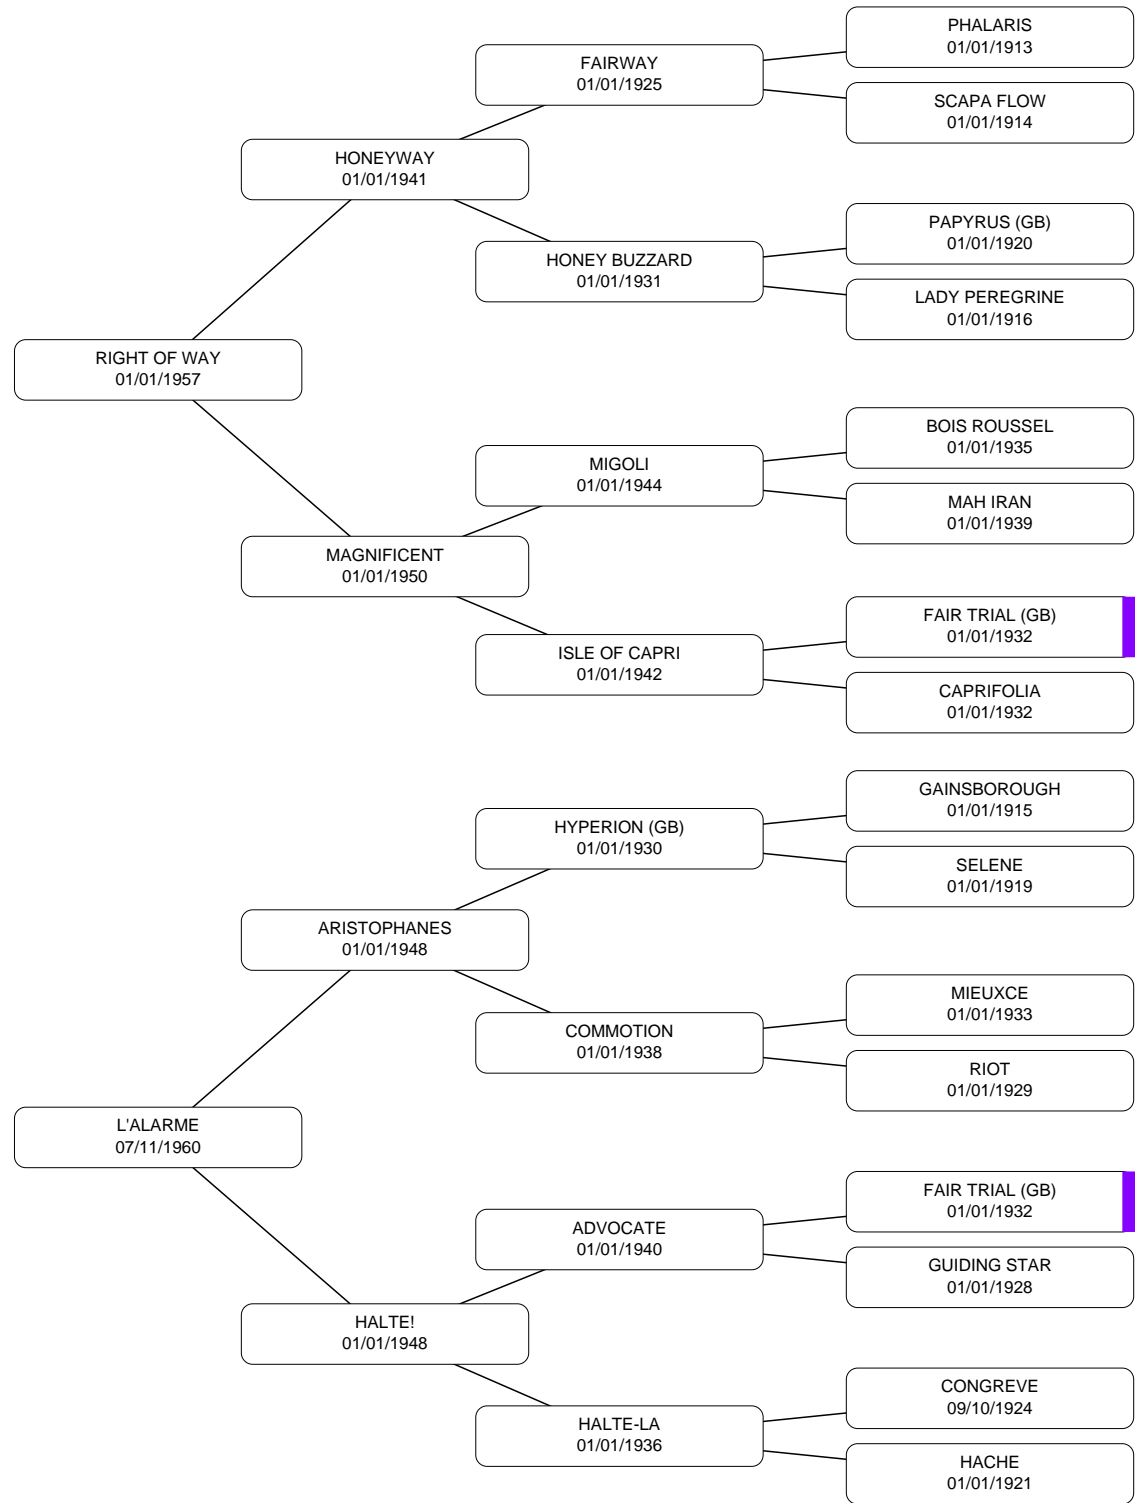 PHALARIS
01/01/1913
FAIRWAY
01/01/1925
SCAPA FLOW
01/01/1914
HONEYWAY
01/01/1941
PAPYRUS (GB)
01/01/1920
HONEY BUZZARD
01/01/1931
LADY PEREGRINE
01/01/1916
RIGHT OF WAY
01/01/1957
BOIS ROUSSEL
01/01/1935
MIGOLI
01/01/1944
MAH IRAN
01/01/1939
MAGNIFICENT
01/01/1950
FAIR TRIAL (GB)
01/01/1932
ISLE OF CAPRI
01/01/1942
CAPRIFOLIA
01/01/1932
GAINSBOROUGH
01/01/1915
HYPERION (GB)
01/01/1930
SELENE
01/01/1919
ARISTOPHANES
01/01/1948
MIEUXCE
01/01/1933
COMMOTION
01/01/1938
RIOT
01/01/1929
L'ALARME
07/11/1960
FAIR TRIAL (GB)
01/01/1932
ADVOCATE
01/01/1940
GUIDING STAR
01/01/1928
HALTE!
01/01/1948
CONGREVE
09/10/1924
HALTE-LA
01/01/1936
HACHE
01/01/1921